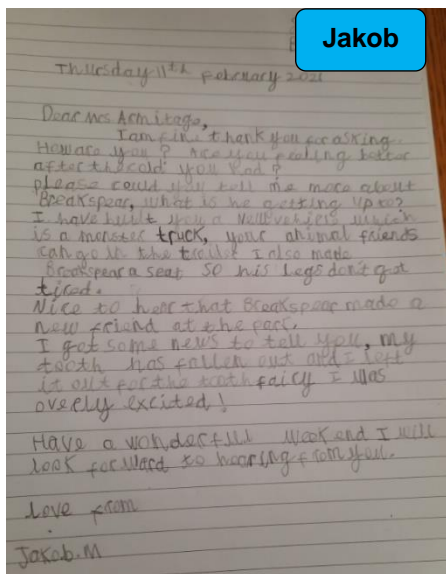 Jakob
Thursday 11th February 2021
Dear Mrs Armitage,
I am fine thank you for asking.
How are you? Are you feeling better
after the cold you had?
please could you tell me more about
Breakspear, what is he getting up to?
I have built you a new vehicle which
is a monster truck, your animal friends
can go in the trailer I also made
Breakspear a seat so his legs don't get
tired.
Nice to hear that Breakspear made a
new friend at the park.
I got some news to tell you, my
tooth has fallen out and I left
it out for the tooth fairy I was
overly excited!
Have a wonderful weekend I will
look forward to hearing from you.
love from
Jakob.M